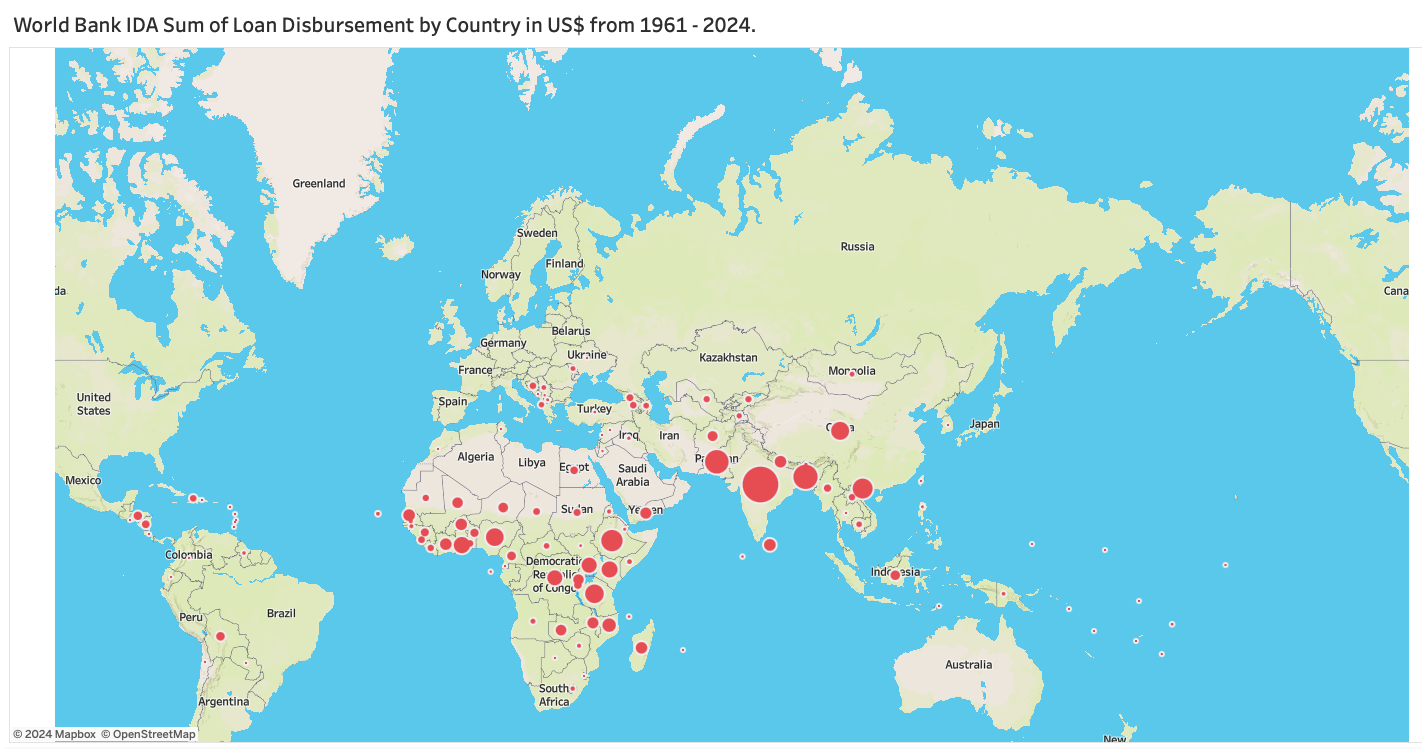 World Bank IDA Sum of Loan Disbursement by Country in US$ from 1961 - 2024.
Greenland
Sweden
Russia
Finland
Norway
da
Cana
Belarus
Germany
Ukraine
Kazakhstan
France
Mongolia
United
States
Spain
Turkey
Japan
Iraq
Iran
Algeria
Libya
Egypt
Saudi
Arabia
Mexico
Sudan
Yemen
Colombia
Democratic
of Congo
Indonesia
Peru
Brazil
Australia
South
Africa
Argentina
New
© 2024 Mapbox © OpenStreetMap